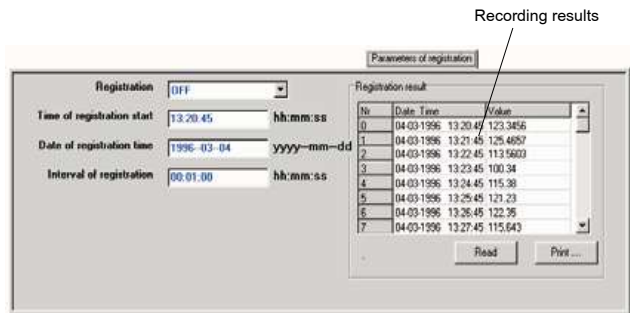 Recording results
Parameters of registration
Registration OFF
Time of registration start 13:20:45 hh:mm:ss
Date of registration time 1996-03-04 yyyy-mm-dd
Interval of registration 00:01:00 hh:mm:ss
Registration result
Nr Date Time Value
0 04-03-1996 13:20:45 123.3456
1 04-03-1996 13:21:45 125.4657
2 04-03-1996 13:22:45 113.5603
3 04-03-1996 13:23:45 100.34
4 04-03-1996 13:24:45 115.38
5 04-03-1996 13:25:45 121.23
6 04-03-1996 13:26:45 122.35
7 04-03-1996 13:27:45 115.643
Read Print ....